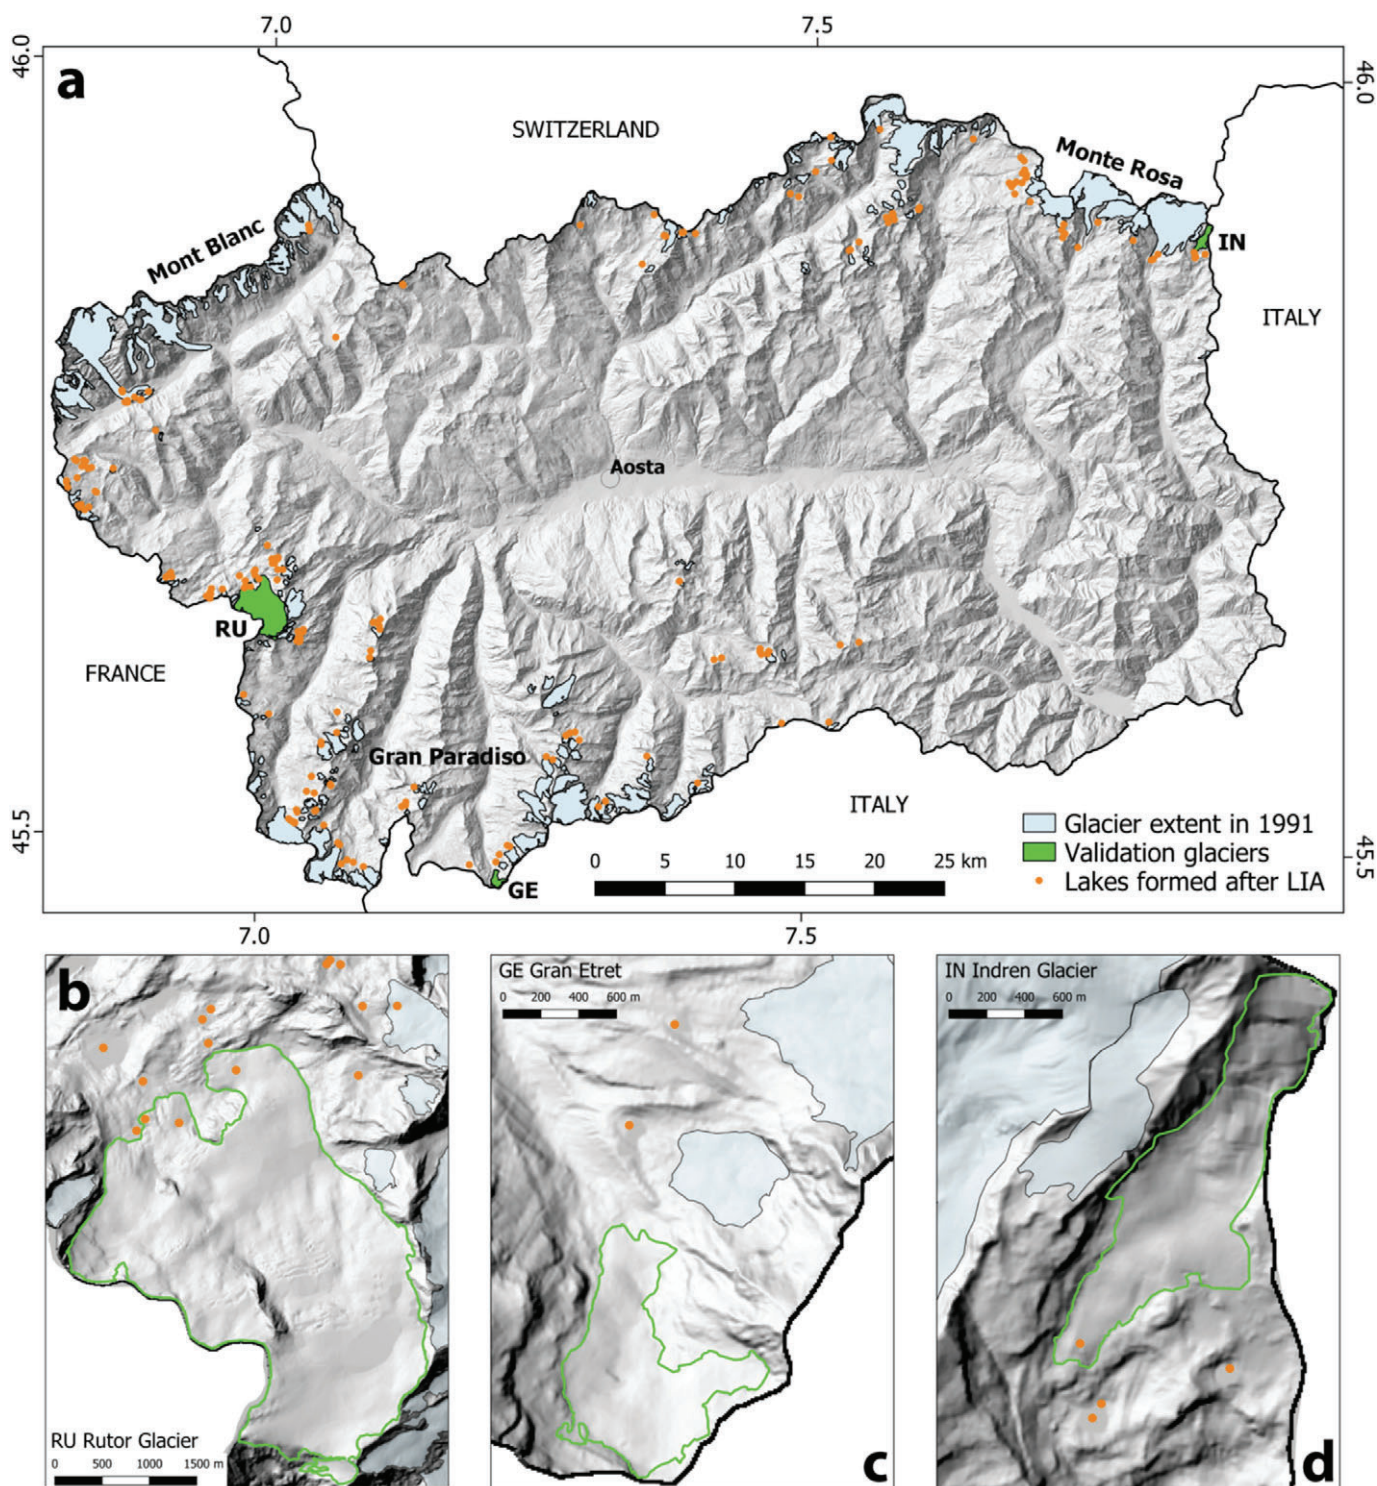 7.0
7.5
46.0
46.0
a
SWITZERLAND
Monte Rosa
Mont Blanc
IN
ITALY
Aosta
RU
FRANCE
Gran Paradiso
ITALY
Glacier extent in 1991
Validation glaciers
Lakes formed after LIA
0 5 10 15 20 25 km
GE
45.5
45.5
7.0
7.5
b
RU Rutor Glacier
0 500 1000 1500 m
GE Gran Etret
0 200 400 600 m
c
IN Indren Glacier
0 200 400 600 m
d